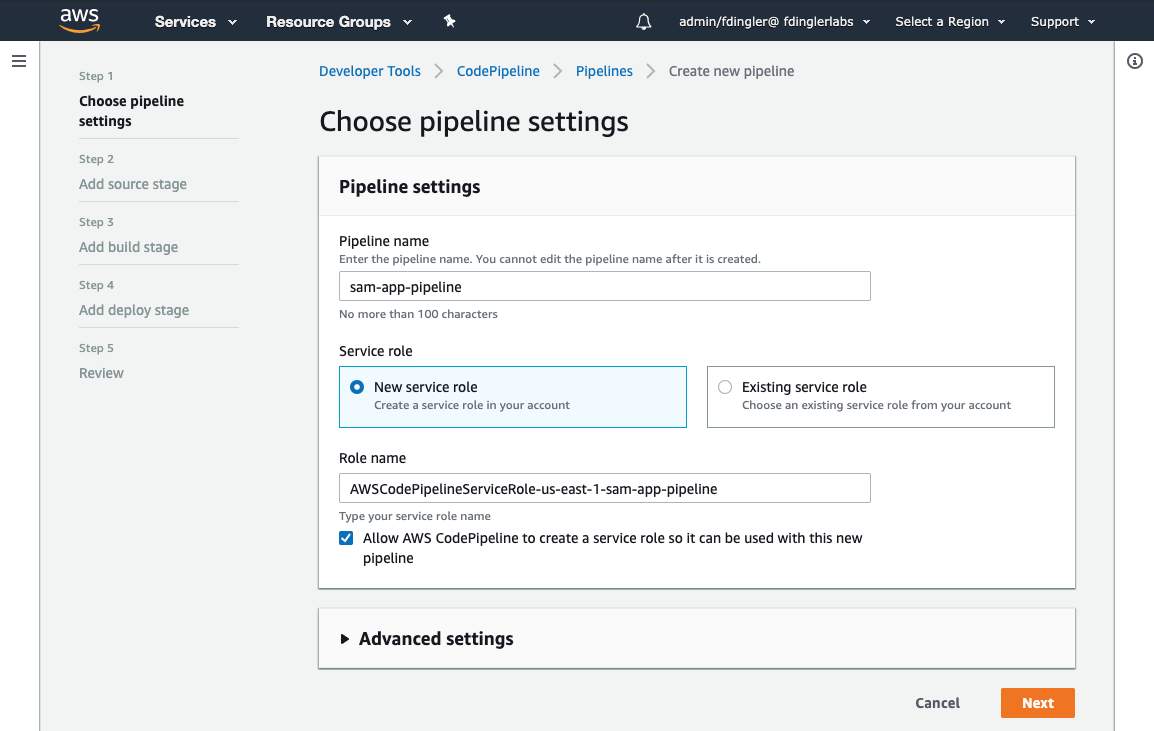 aws Services Resource Groups admin/fdingler@ fdinglerlabs Select a Region Support
Developer Tools CodePipeline Pipelines Create new pipeline
Step 1
Choose pipeline
settings
Step 2
Add source stage
Step 3
Add build stage
Step 4
Add deploy stage
Step 5
Review
Choose pipeline settings
Pipeline settings
Pipeline name
Enter the pipeline name. You cannot edit the pipeline name after it is created.
sam-app-pipeline
No more than 100 characters
Service role
New service role
Create a service role in your account
Existing service role
Choose an existing service role from your account
Role name
AWSCodePipelineServiceRole-us-east-1-sam-app-pipeline
Type your service role name
Allow AWS CodePipeline to create a service role so it can be used with this new
pipeline
Advanced settings
Cancel Next